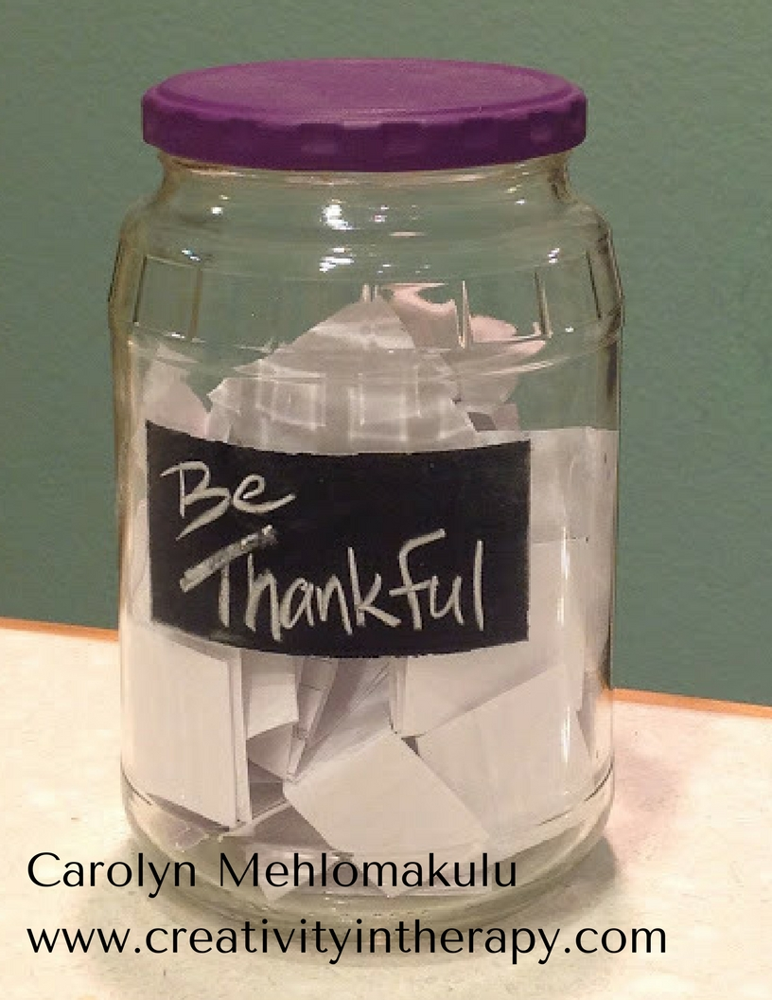 Be
Thankful
Carolyn Mehlomakulu
www.creativityintherapy.com